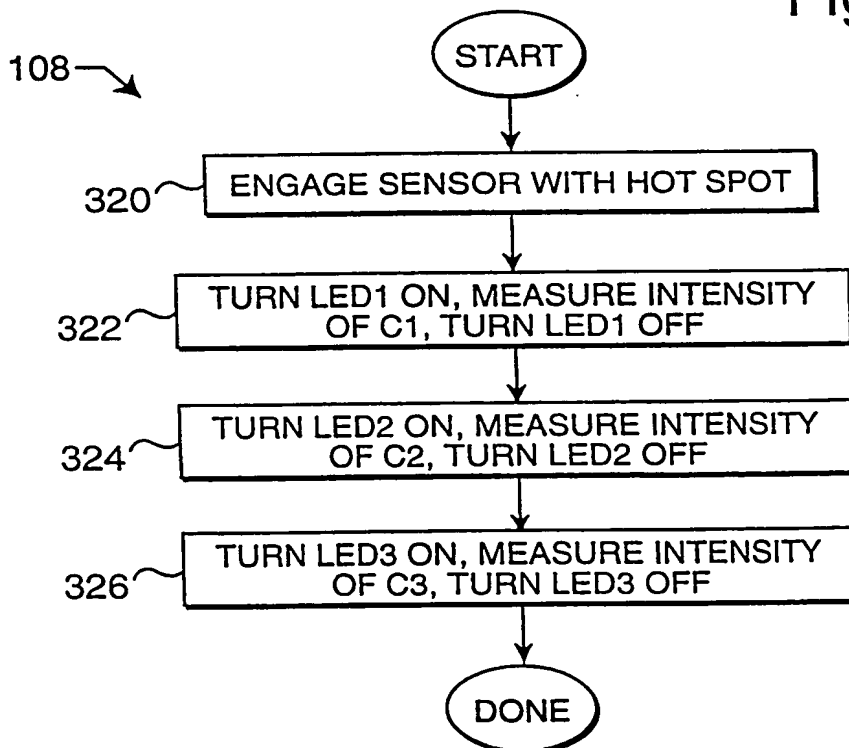 Fig
108
START
320
ENGAGE SENSOR WITH HOT SPOT
322
TURN LED1 ON, MEASURE INTENSITY
OF C1, TURN LED1 OFF
324
TURN LED2 ON, MEASURE INTENSITY
OF C2, TURN LED2 OFF
326
TURN LED3 ON, MEASURE INTENSITY
OF C3, TURN LED3 OFF
DONE